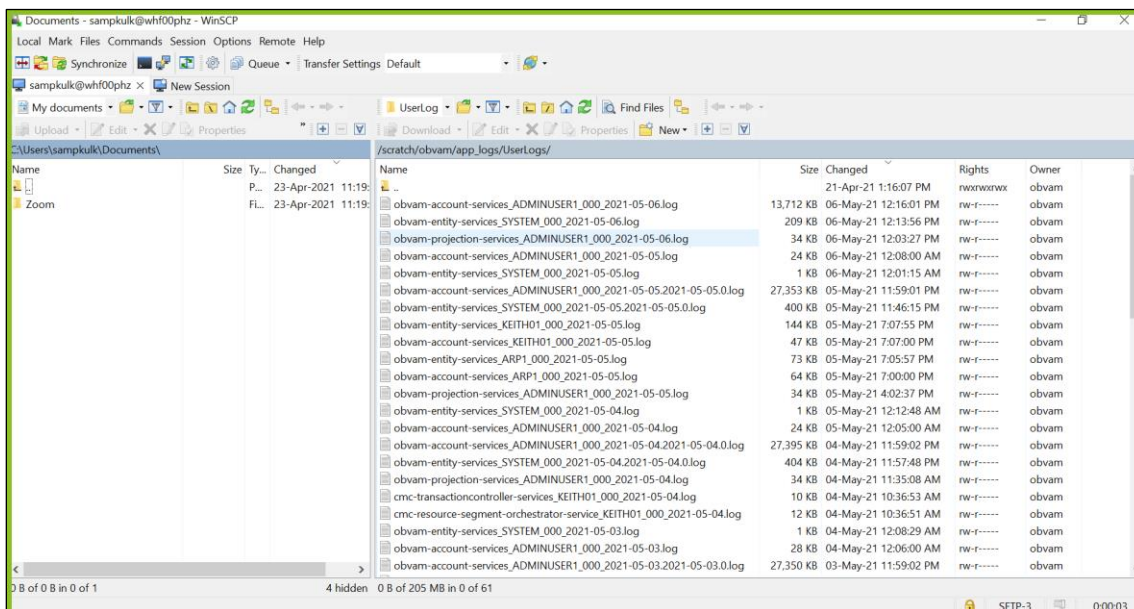 Documents - sampkulk@whf00phz - WinSCP
Local Mark Files Commands Session Options Remote Help
Synchronize Queue Transfer Settings Default
sampkulk@whf00phz × New Session
My documents UserLog Find Files
Upload Edit Properties " Download Edit Properties New
C:\Users\sampkulk\Documents\ /scratch/obvam/app_logs/UserLogs/
Name Size Ty... Changed Name Size Changed Rights Owner
.. P... 23-Apr-2021 11:19: .. 21-Apr-21 1:16:07 PM rwxrwxrwx obvam
Zoom Fi... 23-Apr-2021 11:19: obvam-account-services_ADMINUSER1_000_2021-05-06.log 13,712 KB 06-May-21 12:16:01 PM rw-r----- obvam
obvam-entity-services_SYSTEM_000_2021-05-06.log 209 KB 06-May-21 12:13:56 PM rw-r----- obvam
obvam-projection-services_ADMINUSER1_000_2021-05-06.log 34 KB 06-May-21 12:03:27 PM rw-r----- obvam
obvam-account-services_ADMINUSER1_000_2021-05-05.log 24 KB 06-May-21 12:08:00 AM rw-r----- obvam
obvam-entity-services_SYSTEM_000_2021-05-05.log 1 KB 06-May-21 12:01:15 AM rw-r----- obvam
obvam-account-services_ADMINUSER1_000_2021-05-05.2021-05-05.0.log 27,353 KB 05-May-21 11:59:01 PM rw-r----- obvam
obvam-entity-services_SYSTEM_000_2021-05-05.2021-05-05.0.log 400 KB 05-May-21 11:46:15 PM rw-r----- obvam
obvam-entity-services_KEITH01_000_2021-05-05.log 144 KB 05-May-21 7:07:55 PM rw-r----- obvam
obvam-account-services_KEITH01_000_2021-05-05.log 47 KB 05-May-21 7:07:00 PM rw-r----- obvam
obvam-entity-services_ARP1_000_2021-05-05.log 73 KB 05-May-21 7:05:57 PM rw-r----- obvam
obvam-account-services_ARP1_000_2021-05-05.log 64 KB 05-May-21 7:00:00 PM rw-r----- obvam
obvam-projection-services_ADMINUSER1_000_2021-05-05.log 34 KB 05-May-21 4:02:37 PM rw-r----- obvam
obvam-entity-services_SYSTEM_000_2021-05-04.log 1 KB 05-May-21 12:12:48 AM rw-r----- obvam
obvam-account-services_ADMINUSER1_000_2021-05-04.log 24 KB 05-May-21 12:05:00 AM rw-r----- obvam
obvam-account-services_ADMINUSER1_000_2021-05-04.2021-05-04.0.log 27,395 KB 04-May-21 11:59:02 PM rw-r----- obvam
obvam-entity-services_SYSTEM_000_2021-05-04.2021-05-04.0.log 404 KB 04-May-21 11:57:48 PM rw-r----- obvam
obvam-projection-services_ADMINUSER1_000_2021-05-04.log 34 KB 04-May-21 11:35:08 AM rw-r----- obvam
cmc-transactioncontroller-services_KEITH01_000_2021-05-04.log 10 KB 04-May-21 10:36:53 AM rw-r----- obvam
cmc-resource-segment-orchestrator-service_KEITH01_000_2021-05-04.log 12 KB 04-May-21 10:36:51 AM rw-r----- obvam
obvam-entity-services_SYSTEM_000_2021-05-03.log 1 KB 04-May-21 12:08:29 AM rw-r----- obvam
obvam-account-services_ADMINUSER1_000_2021-05-03.log 28 KB 04-May-21 12:06:00 AM rw-r----- obvam
obvam-account-services_ADMINUSER1_000_2021-05-03.2021-05-03.0.log 27,350 KB 03-May-21 11:59:02 PM rw-r----- obvam
0 B of 0 B in 0 of 1 4 hidden 0 B of 205 MB in 0 of 61
SFTP-3 0:00:03